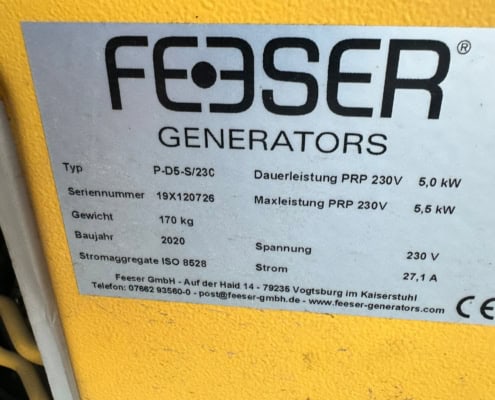 FEESER®
GENERATORS
Typ P-D5-S/230 Dauerleistung PRP 230V 5,0 kW
Seriennummer 19X120726 Maxleistung PRP 230V 5,5 kW
Gewicht 170 kg
Baujahr 2020 Spannung 230 V
Stromaggregate ISO 8528 Strom 27,1 A
Feeser GmbH - Auf der Haid 14 - 79235 Vogtsburg im Kaiserstuhl
Telefon: 07662 93560-0 - post@feeser-gmbh.de - www.feeser-generators.com
CE